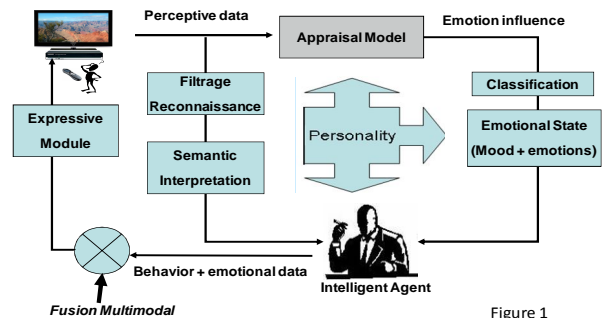 Perceptive data
Emotion influence
Appraisal Model
Filtrage
Reconnaissance
Classification
Expressive
Module
Personality
Emotional State
(Mood + emotions)
Semantic
Interpretation
Behavior + emotional data
Intelligent Agent
Fusion Multimodal
Figure 1